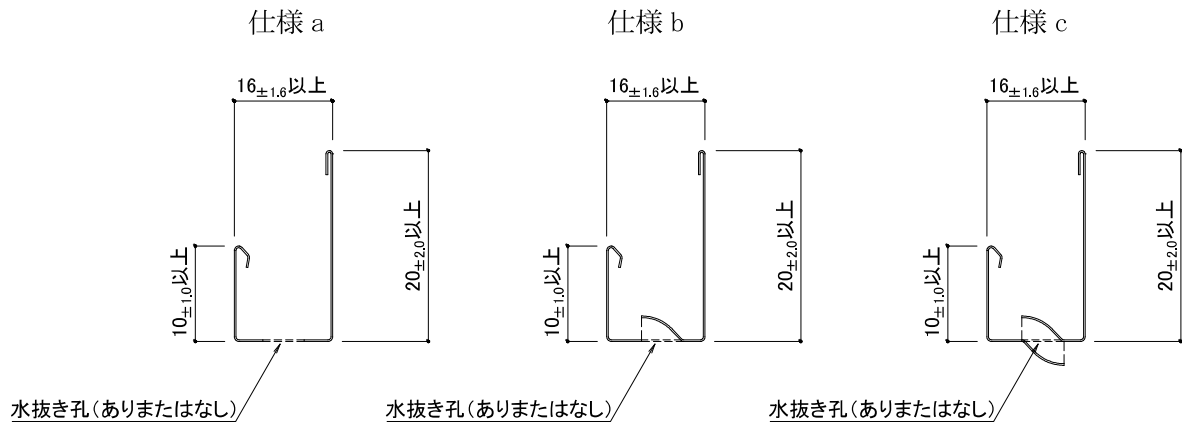 仕様 a
仕様 b
仕様 c
16±1.6以上
16±1.6以上
16±1.6以上
10±1.0以上
20±2.0以上
10±1.0以上
20±2.0以上
10±1.0以上
20±2.0以上
水抜き孔(ありまたはなし)
水抜き孔(ありまたはなし)
水抜き孔(ありまたはなし)